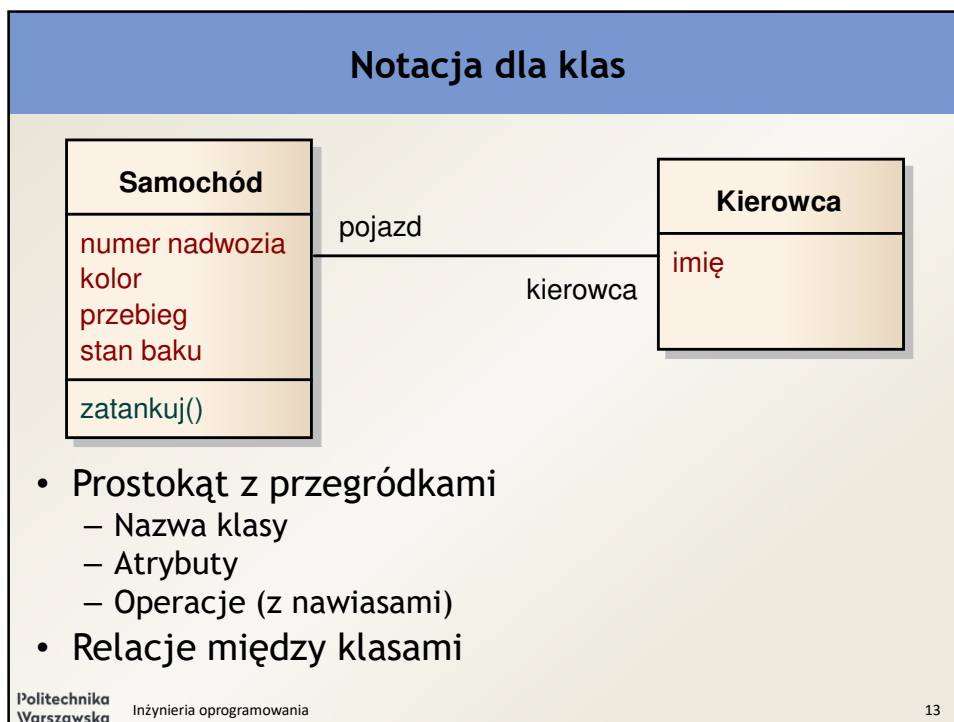 Notacja dla klas
Samochód
numer nadwozia
kolor
przebieg
stan baku
zatankuj()
pojazd
kierowca
Kierowca
imię
• Prostokąt z przegródkami
– Nazwa klasy
– Atrybuty
– Operacje (z nawiasami)
• Relacje między klasami
Politechnika
Warszawska
Inżynieria oprogramowania
13